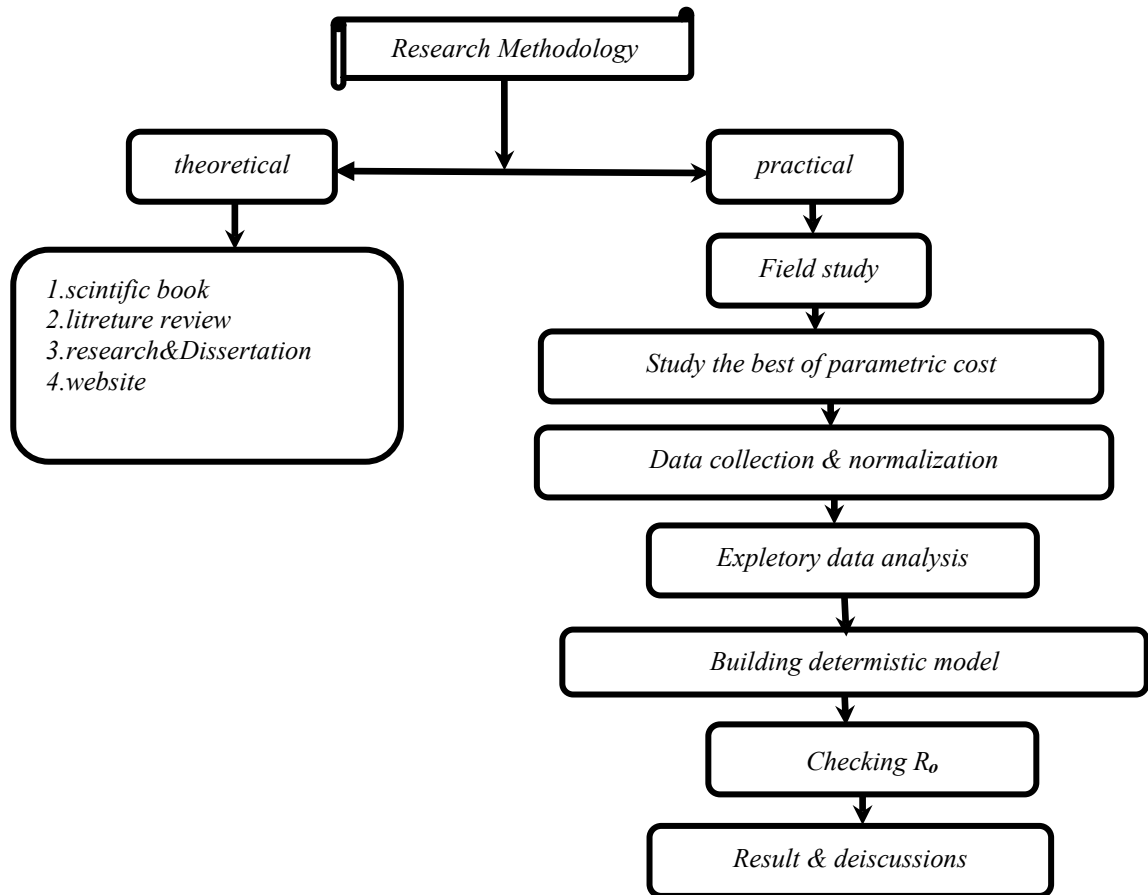 Research Methodology
theoretical
practical
1.scintific book
2.litreture review
3.research&Dissertation
4.website
Field study
Study the best of parametric cost
Data collection & normalization
Expletory data analysis
Building determistic model
Checking Ro
Result & deiscussions